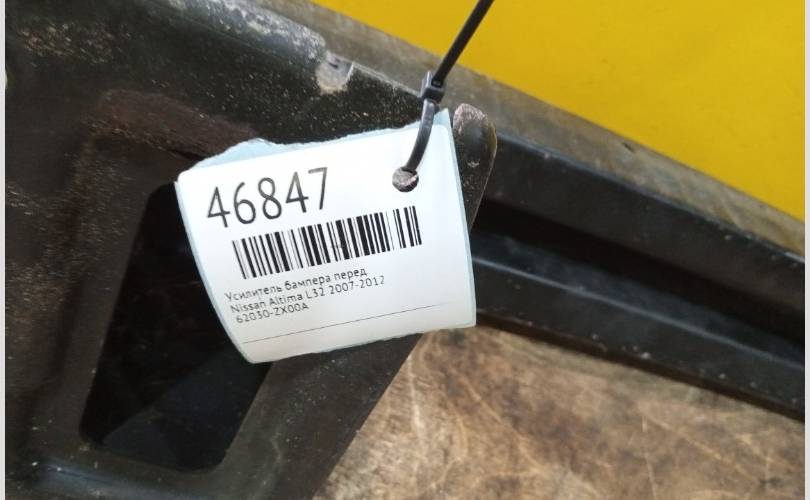 46847
Усилитель бампера перед.
Nissan Altima L32 2007-2012
62030-ZX00A